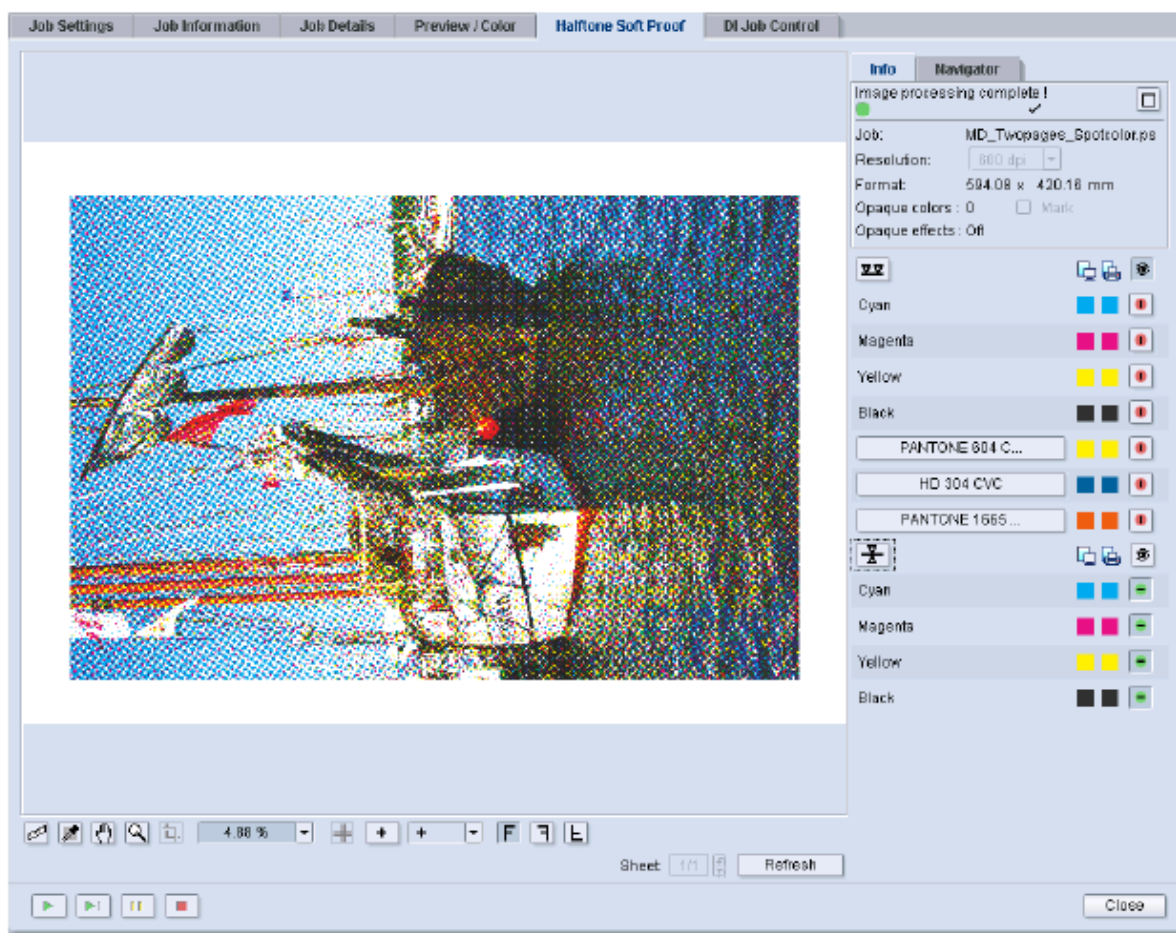 Job Settings
Job Information
Job Details
Preview / Color
Halftone Soft Proof
DI Job Control
Info
Navigator
Image processing complete !
Job: MD_Twopages_Spotcolor.ps
Resolution: 600 dpi
Format: 594.08 x 420.16 mm
Opaque colors : 0 Mark
Opaque effects : Off
Cyan
Magenta
Yellow
Black
PANTONE 604 C...
HD 304 CVC
PANTONE 1665...
Cyan
Magenta
Yellow
Black
4.88 %
+
F
Sheet 1/1 Refresh
Close